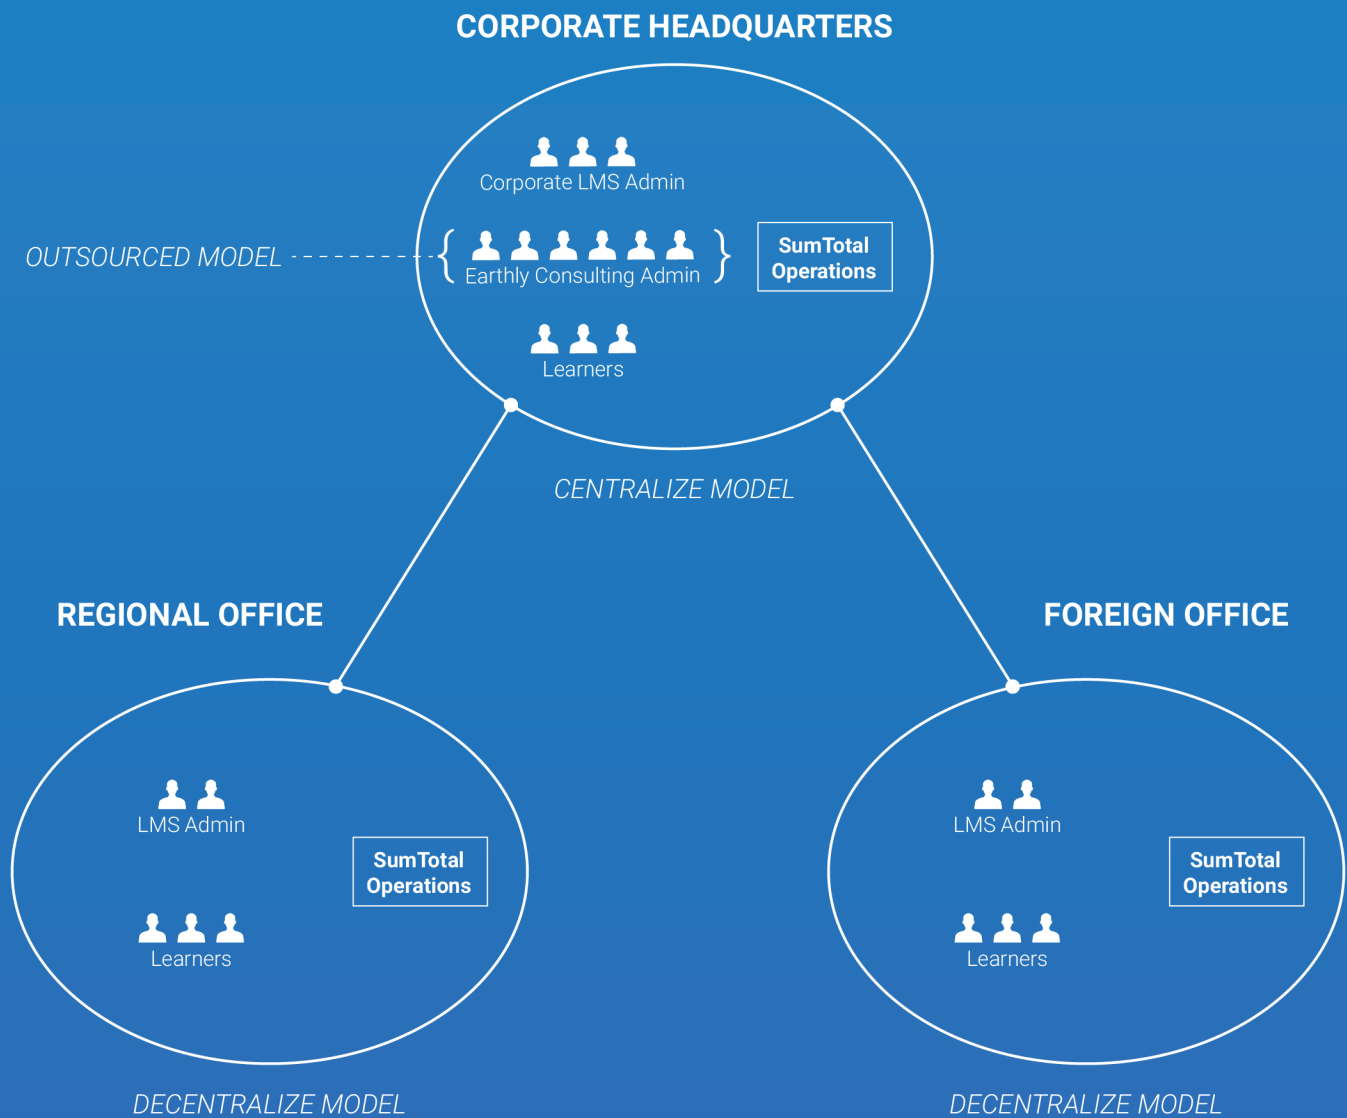 CORPORATE HEADQUARTERS
Corporate LMS Admin
OUTSOURCED MODEL
Earthly Consulting Admin
SumTotal
Operations
Learners
CENTRALIZE MODEL
REGIONAL OFFICE
LMS Admin
SumTotal
Operations
Learners
DECENTRALIZE MODEL
FOREIGN OFFICE
LMS Admin
SumTotal
Operations
Learners
DECENTRALIZE MODEL